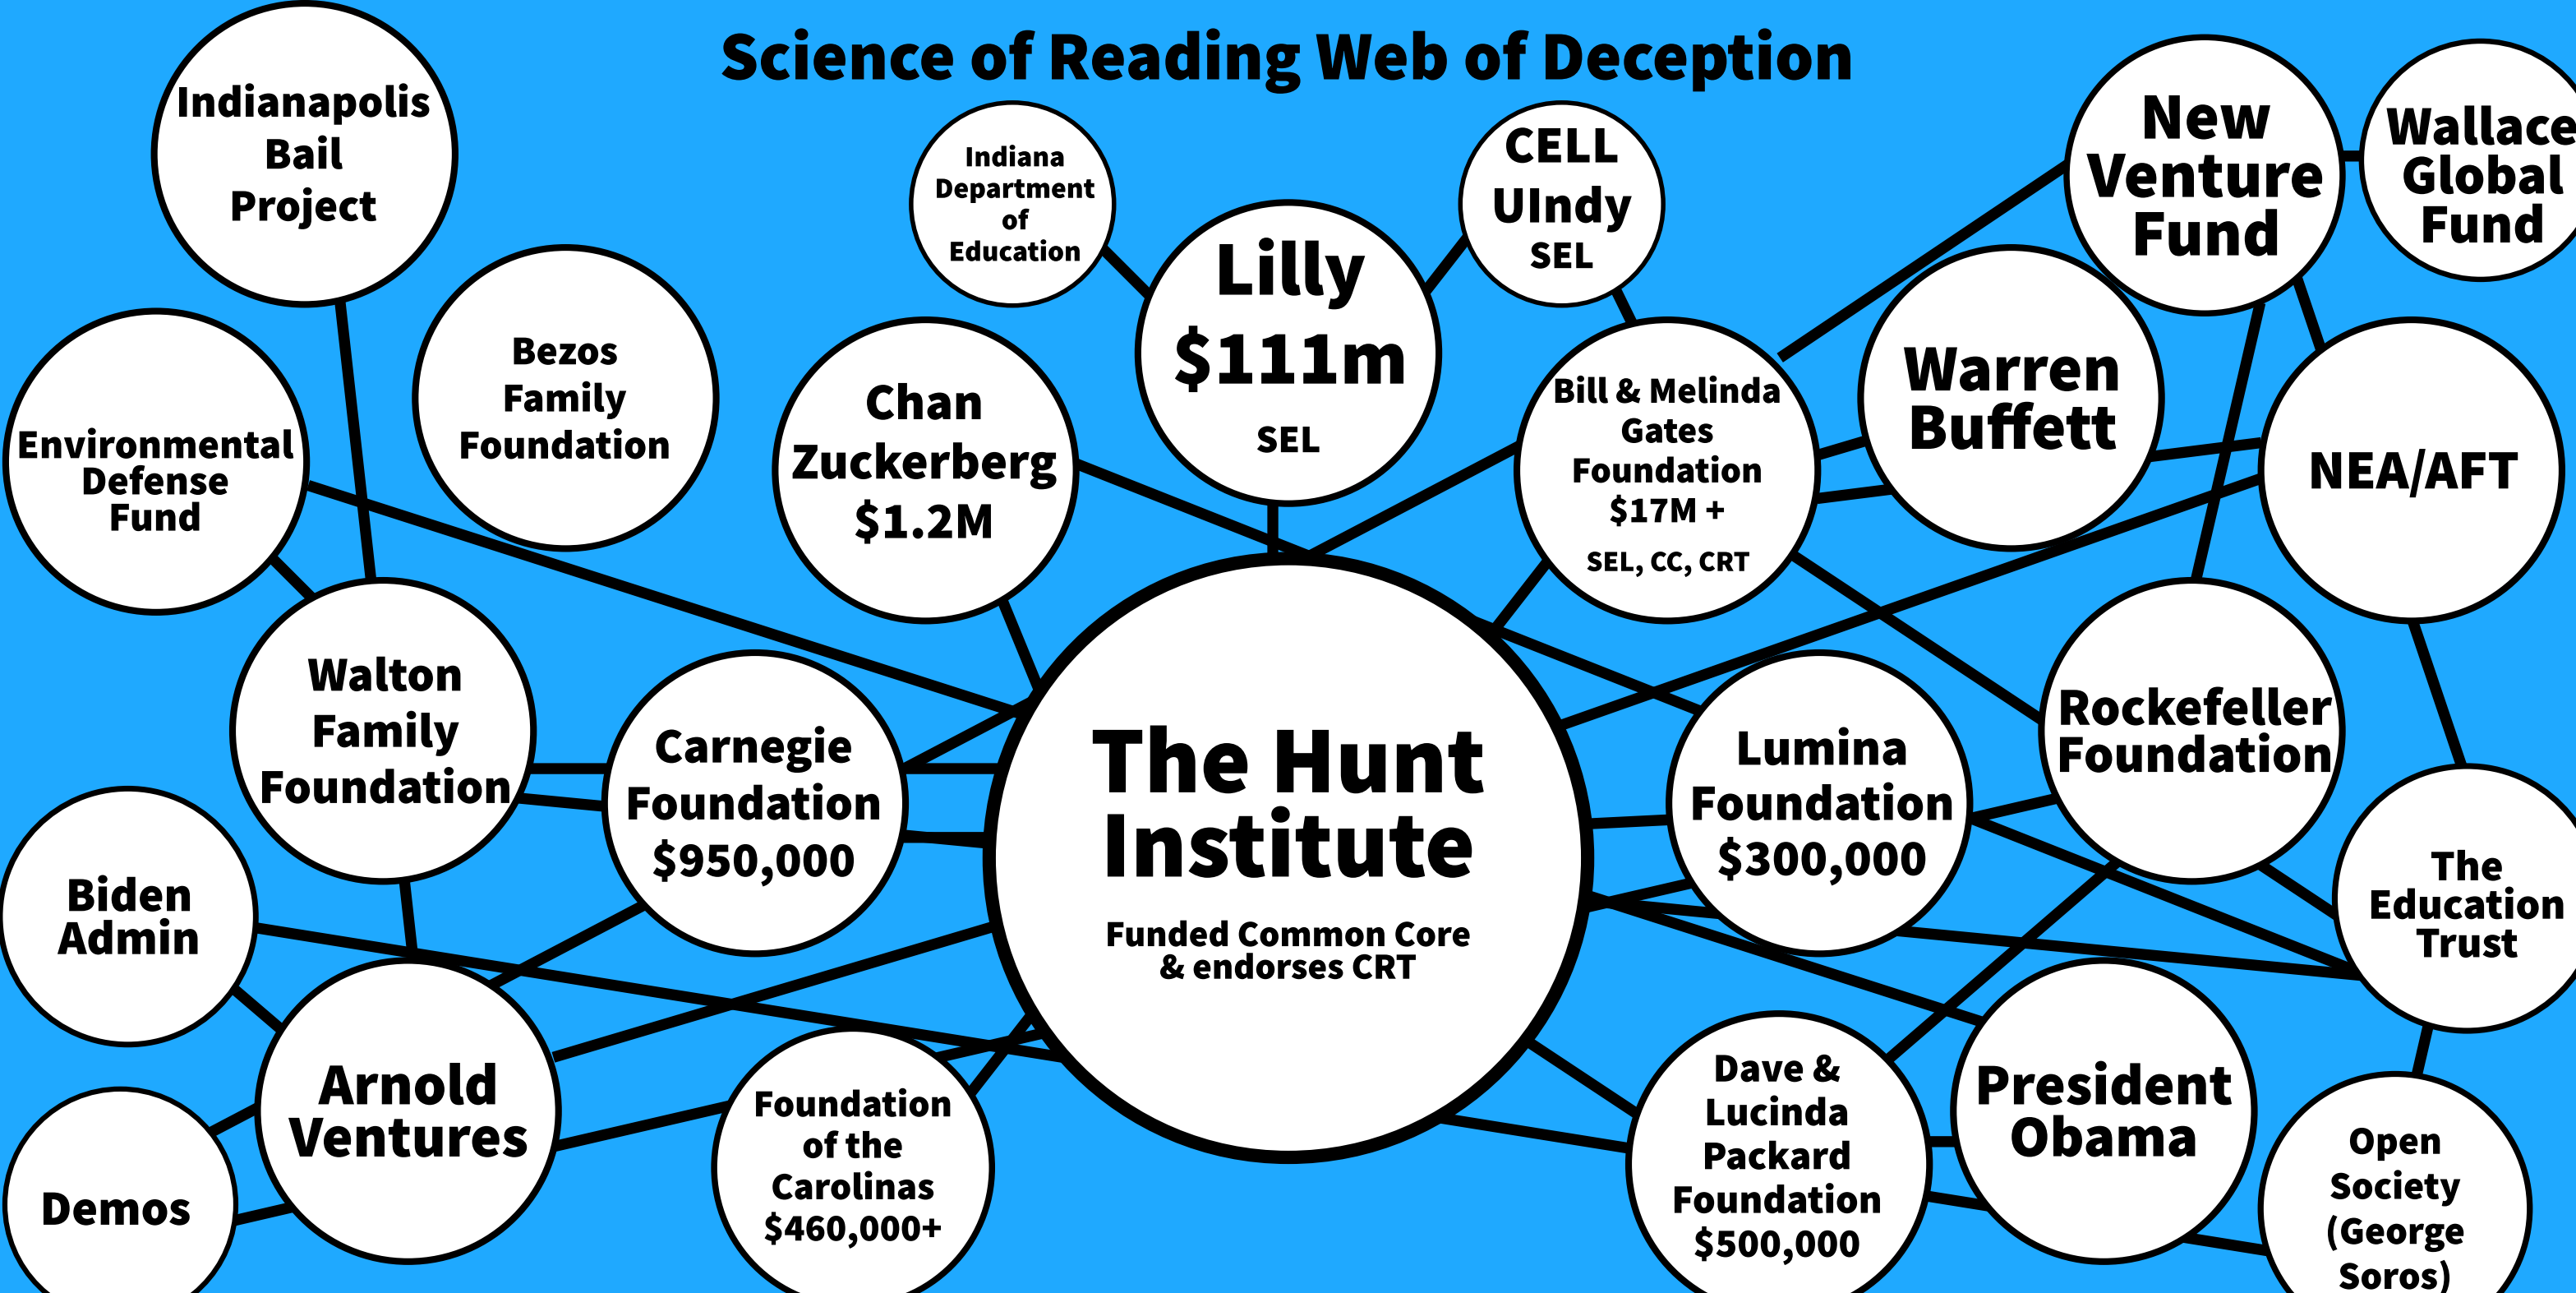 Science of Reading Web of Deception
Indianapolis
Bail
Project
Indiana
Department
of
Education
CELL
UIndy
SEL
New
Venture
Fund
Wallace
Global
Fund
Lilly
$111m
SEL
Bezos
Family
Foundation
Environmental
Defense
Fund
Chan
Zuckerberg
$1.2M
Bill & Melinda
Gates
Foundation
$17M +
SEL, CC, CRT
Warren
Buffett
NEA/AFT
Walton
Family
Foundation
Carnegie
Foundation
$950,000
The Hunt
Institute
Funded Common Core
& endorses CRT
Lumina
Foundation
$300,000
Rockefeller
Foundation
Biden
Admin
The
Education
Trust
Arnold
Ventures
Foundation
of the
Carolinas
$460,000+
Dave &
Lucinda
Packard
Foundation
$500,000
President
Obama
Demos
Open
Society
(George
Soros)